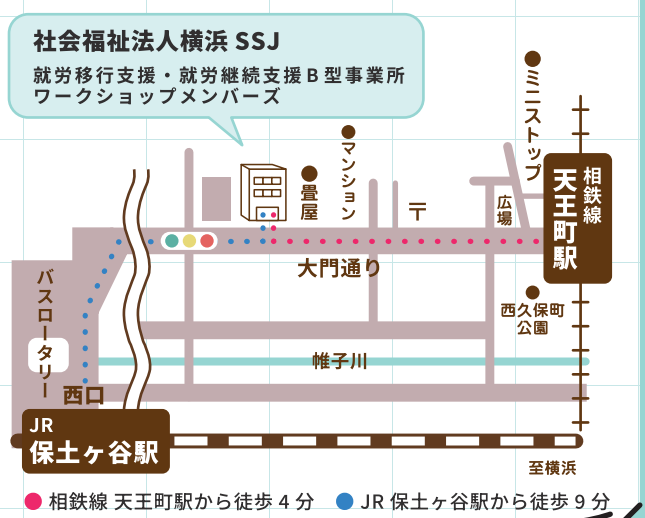 社会福祉法人横浜 SSJ
就労移行支援・就労継続支援 B 型事業所
ワークショップメンバーズ
ミニストップ
マンション
畳屋
〒
広場
相鉄線
天王町駅
大門通り
バスロータリー
西久保町
公園
帷子川
西口
JR
保土ヶ谷駅
至横浜
相鉄線 天王町駅から徒歩 4 分
JR 保土ヶ谷駅から徒歩 9 分